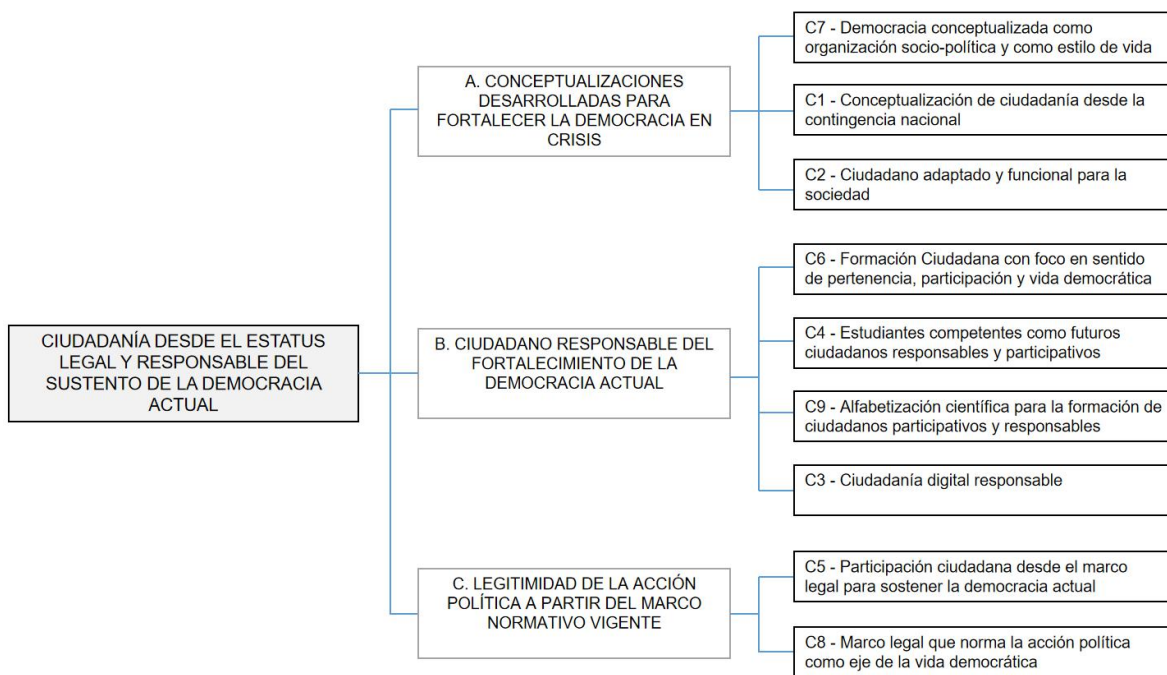 CIUDADANÍA DESDE EL ESTATUS
LEGAL Y RESPONSABLE DEL
SUSTENTO DE LA DEMOCRACIA
ACTUAL
A. CONCEPTUALIZACIONES
DESARROLLADAS PARA
FORTALECER LA DEMOCRACIA EN
CRISIS
C7 - Democracia conceptualizada como
organización socio-política y como estilo de vida
C1 - Conceptualización de ciudadanía desde la
contingencia nacional
C2 - Ciudadano adaptado y funcional para la
sociedad
B. CIUDADANO RESPONSABLE DEL
FORTALECIMIENTO DE LA
DEMOCRACIA ACTUAL
C6 - Formación Ciudadana con foco en sentido
de pertenencia, participación y vida democrática
C4 - Estudiantes competentes como futuros
ciudadanos responsables y participativos
C9 - Alfabetización científica para la formación de
ciudadanos participativos y responsables
C3 - Ciudadanía digital responsable
C. LEGITIMIDAD DE LA ACCIÓN
POLÍTICA A PARTIR DEL MARCO
NORMATIVO VIGENTE
C5 - Participación ciudadana desde el marco
legal para sostener la democracia actual
C8 - Marco legal que norma la acción política
como eje de la vida democrática